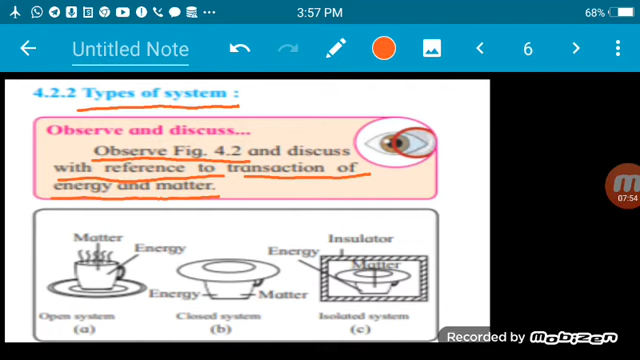 3:57 PM
68%
Untitled Note
6
4.2.2 Types of system :
Observe and discuss...
Observe Fig. 4.2 and discuss
with reference to transaction of
energy and matter.
Matter
Energy
Energy
Matter
Energy
Insulator
Matter
Open system
(a)
Closed system
(b)
Isolated system
(c)
M
07:54
Recorded by mobizen